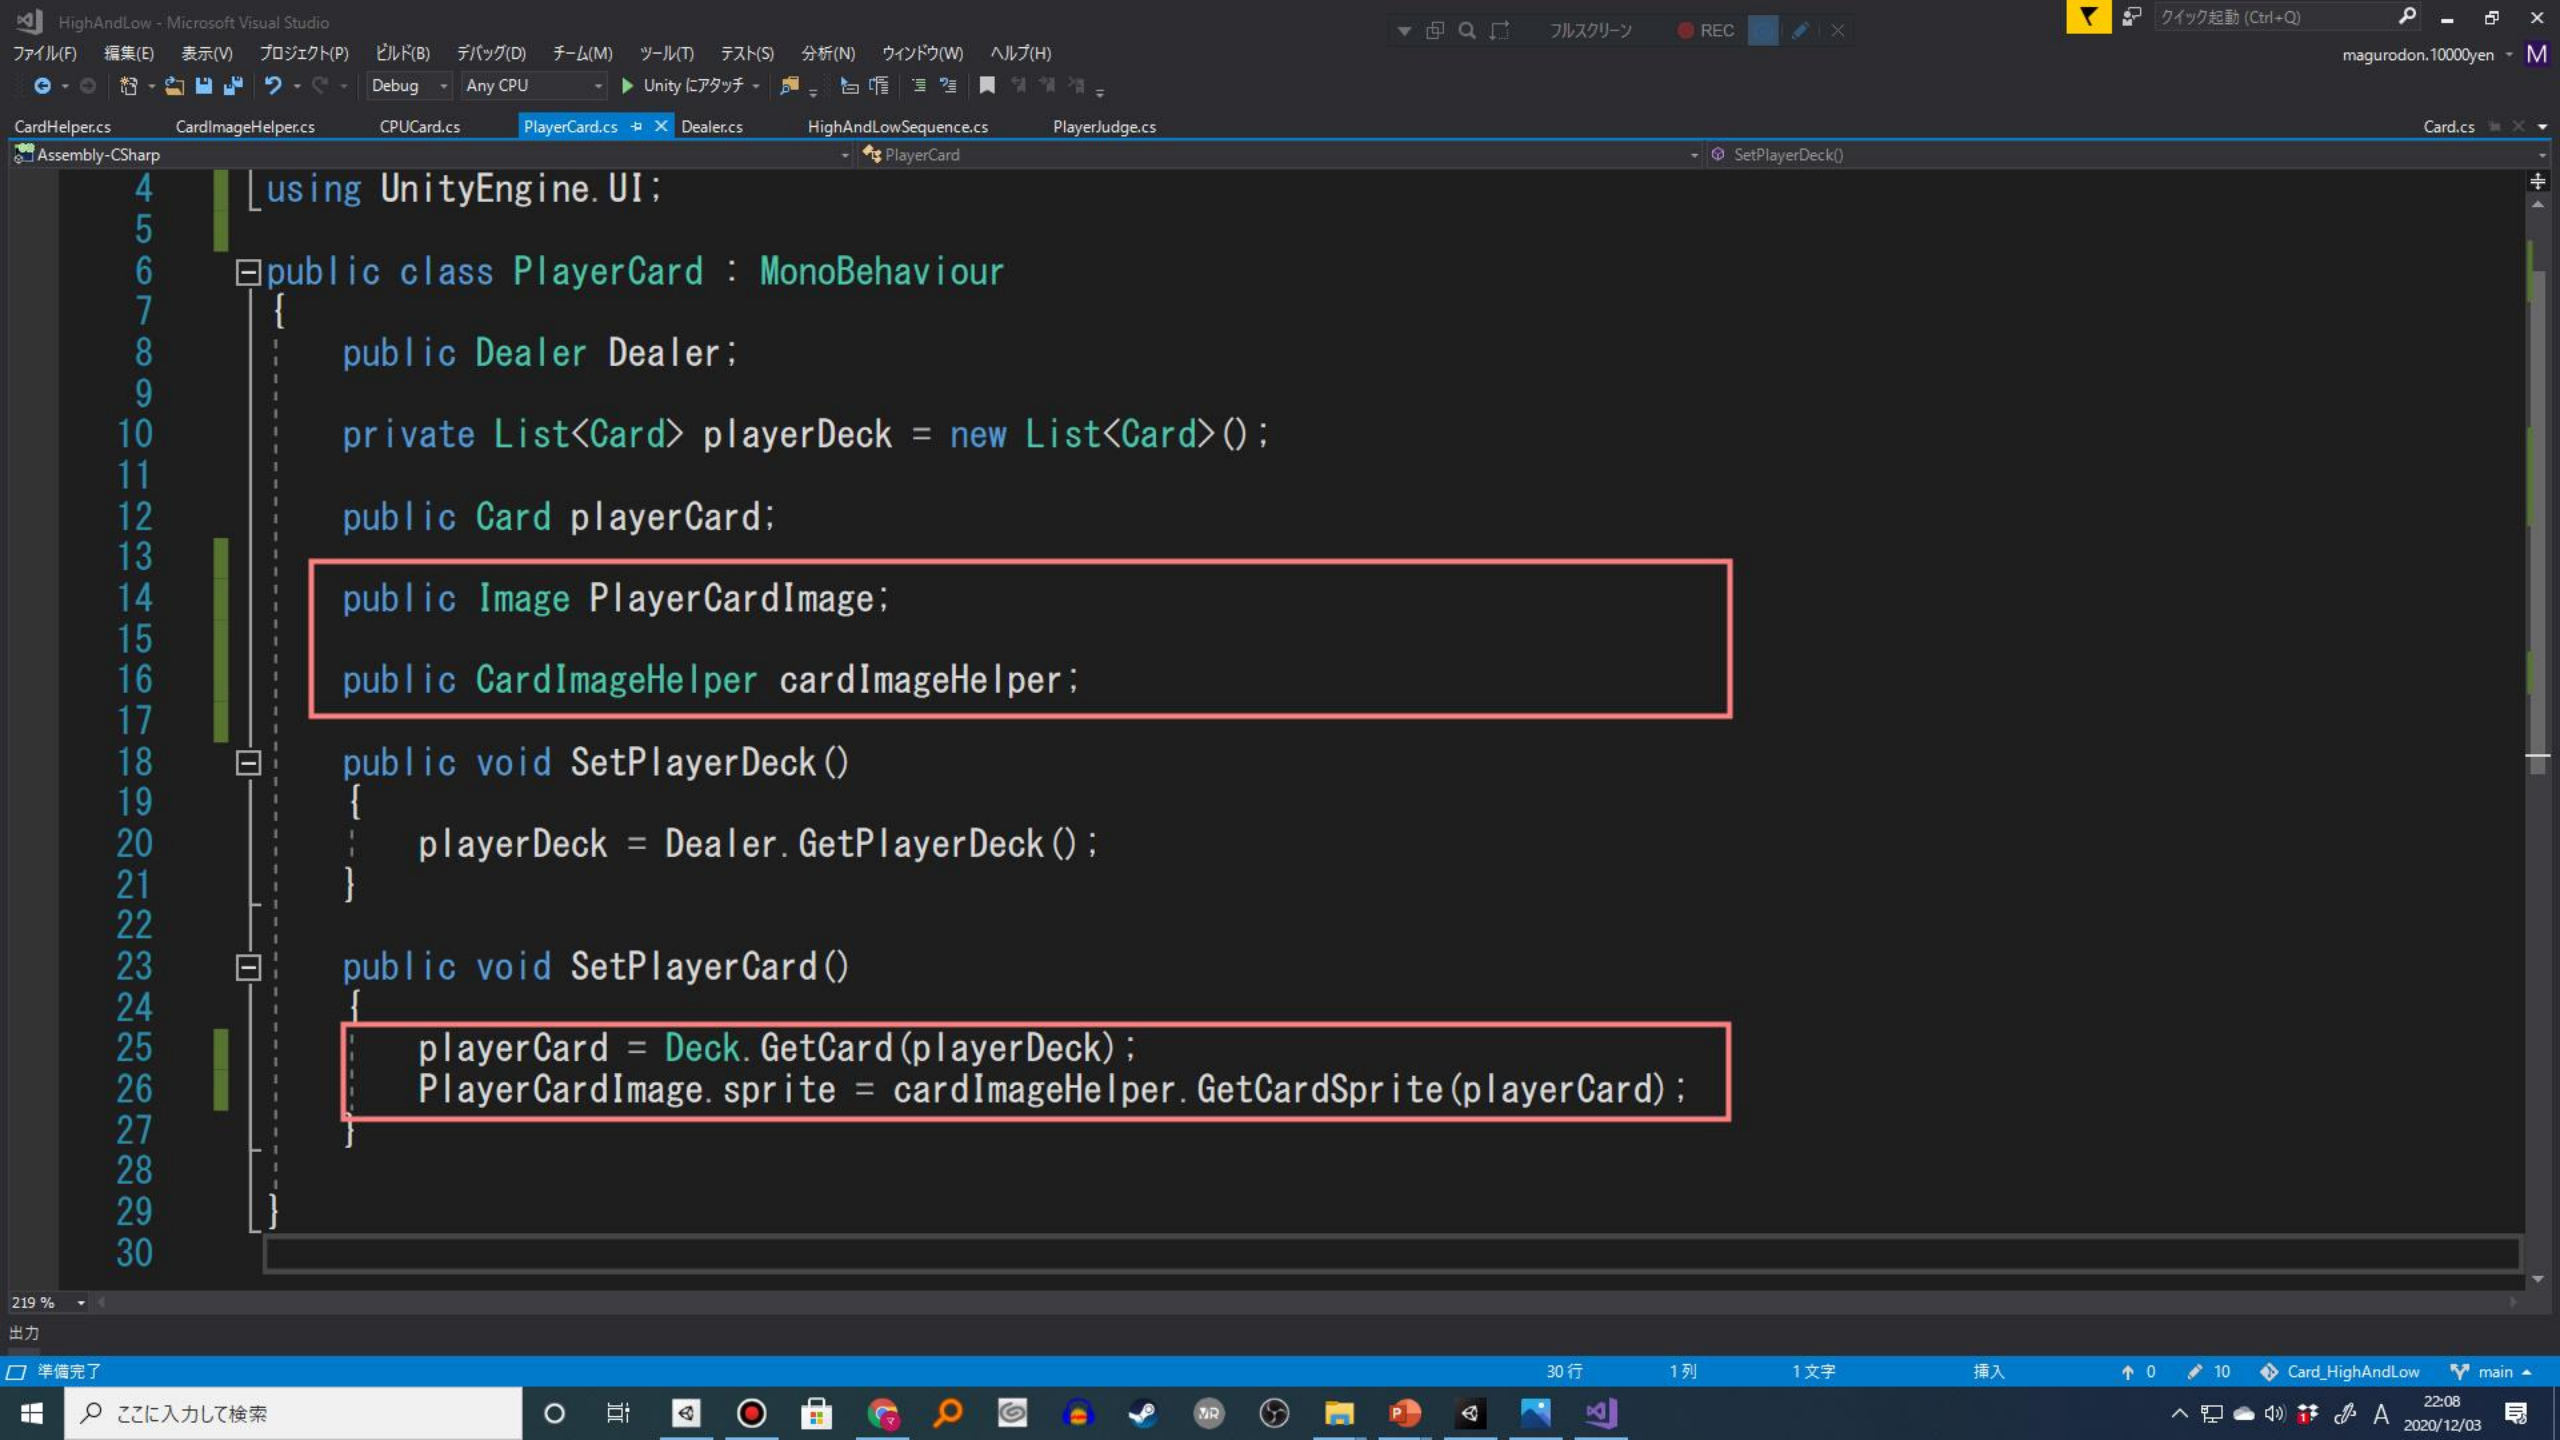 HighAndLow - Microsoft Visual Studio
フルスクリーン REC
クイック起動 (Ctrl+Q)
ファイル(F) 編集(E) 表示(V) プロジェクト(P) ビルド(B) デバッグ(D) チーム(M) ツール(T) テスト(S) 分析(N) ウィンドウ(W) ヘルプ(H)
magurodon.10000yen M
Debug Any CPU Unity にアタッチ
CardHelper.cs CardImageHelper.cs CPUCard.cs PlayerCard.cs Dealer.cs HighAndLowSequence.cs PlayerJudge.cs Card.cs
Assembly-CSharp PlayerCard SetPlayerDeck()
4 using UnityEngine.UI;
5
6 public class PlayerCard : MonoBehaviour
7 {
8 public Dealer Dealer;
9
10 private List<Card> playerDeck = new List<Card>();
11
12 public Card playerCard;
13
14 public Image PlayerCardImage;
15
16 public CardImageHelper cardImageHelper;
17
18 public void SetPlayerDeck()
19 {
20 playerDeck = Dealer.GetPlayerDeck();
21 }
22
23 public void SetPlayerCard()
24 {
25 playerCard = Deck.GetCard(playerDeck);
26 PlayerCardImage.sprite = cardImageHelper.GetCardSprite(playerCard);
27 }
28
29 }
30
219 %
出力
準備完了 30 行 1 列 1 文字 挿入 0 10 Card_HighAndLow main
ここに入力して検索 A 22:08
2020/12/03